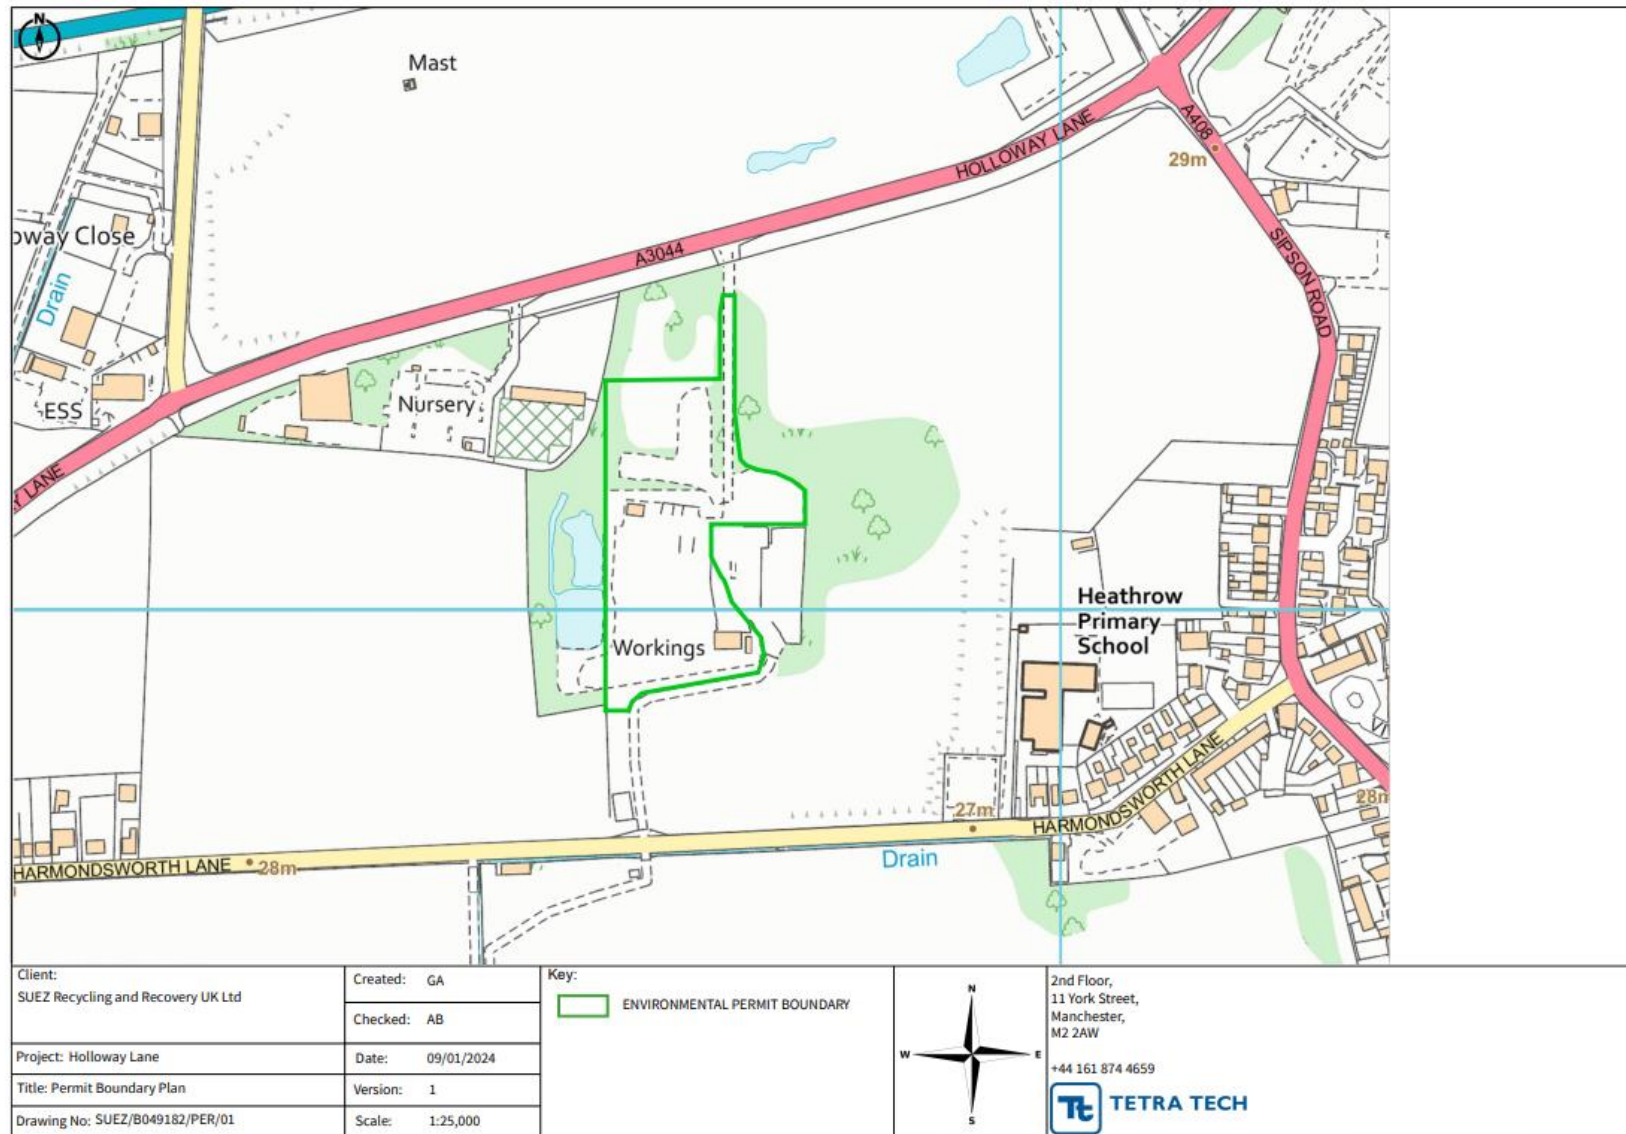 N
Mast
HOLLOWAY LANE
A408
29m
oway Close
Drain
A3044
SIPSON ROAD
ESS
Nursery
Y LANE
Heathrow
Primary
School
Workings
HARMONDSWORTH LANE
27m
28m
HARMONDSWORTH LANE
28m
Drain
Client:
SUEZ Recycling and Recovery UK Ltd
Project: Holloway Lane
Title: Permit Boundary Plan
Drawing No: SUEZ/B049182/PER/01
Created: GA
Checked: AB
Date: 09/01/2024
Version: 1
Scale: 1:25,000
Key:
ENVIRONMENTAL PERMIT BOUNDARY
N
W E
S
2nd Floor,
11 York Street,
Manchester,
M2 2AW
+44 161 874 4659
Tt TETRA TECH